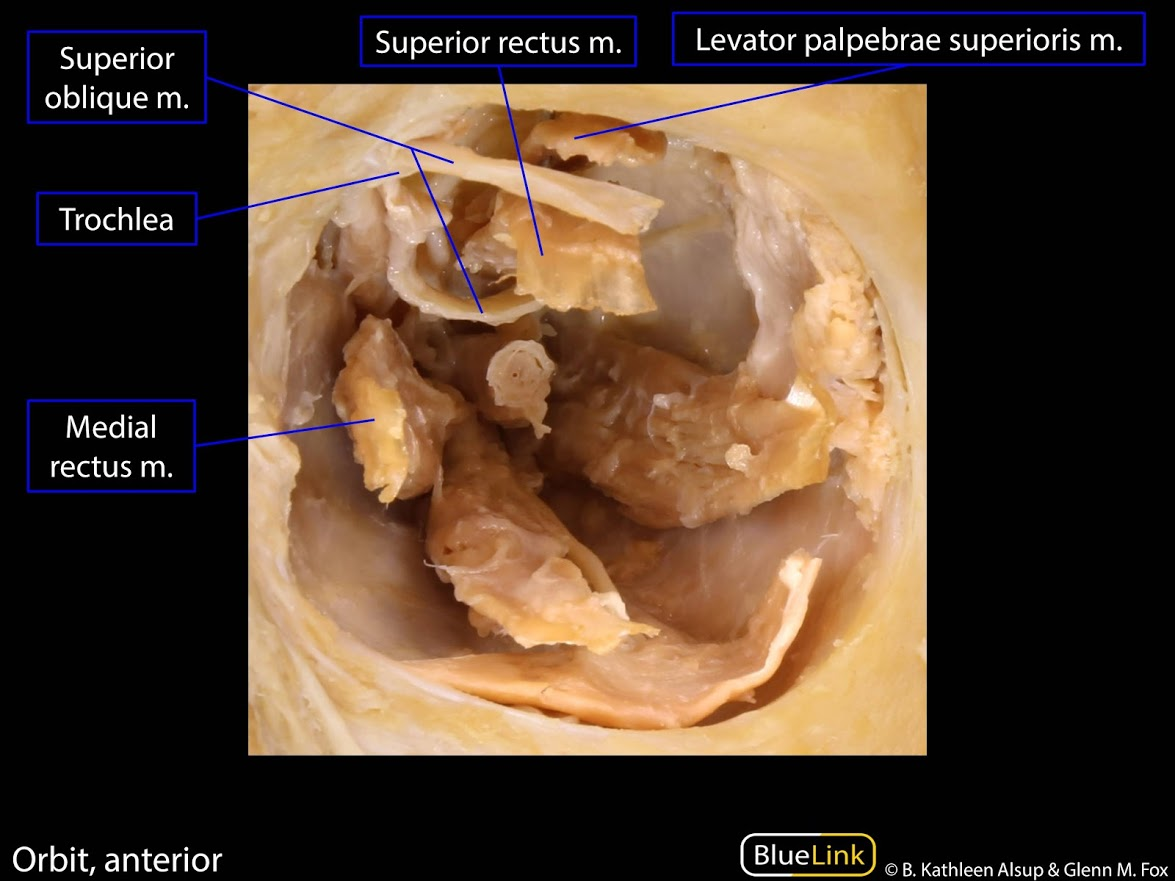 Superior
oblique m.
Superior rectus m.
Levator palpebrae superioris m.
Trochlea
Medial
rectus m.
Orbit, anterior
BlueLink
© B. Kathleen Alsup & Glenn M. Fox